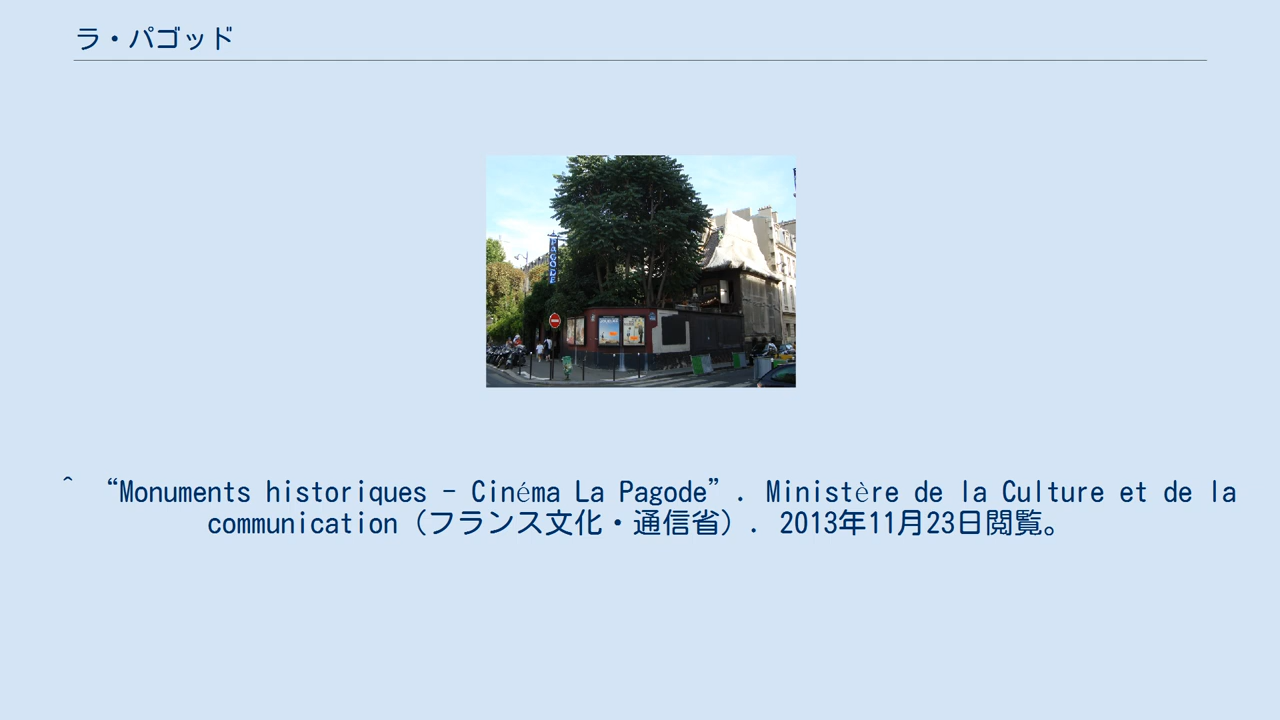 ラ・パゴッド
PAGODE
^ “Monuments historiques - Cinéma La Pagode”. Ministère de la Culture et de la
communication（フランス文化・通信省）. 2013年11月23日閲覧。